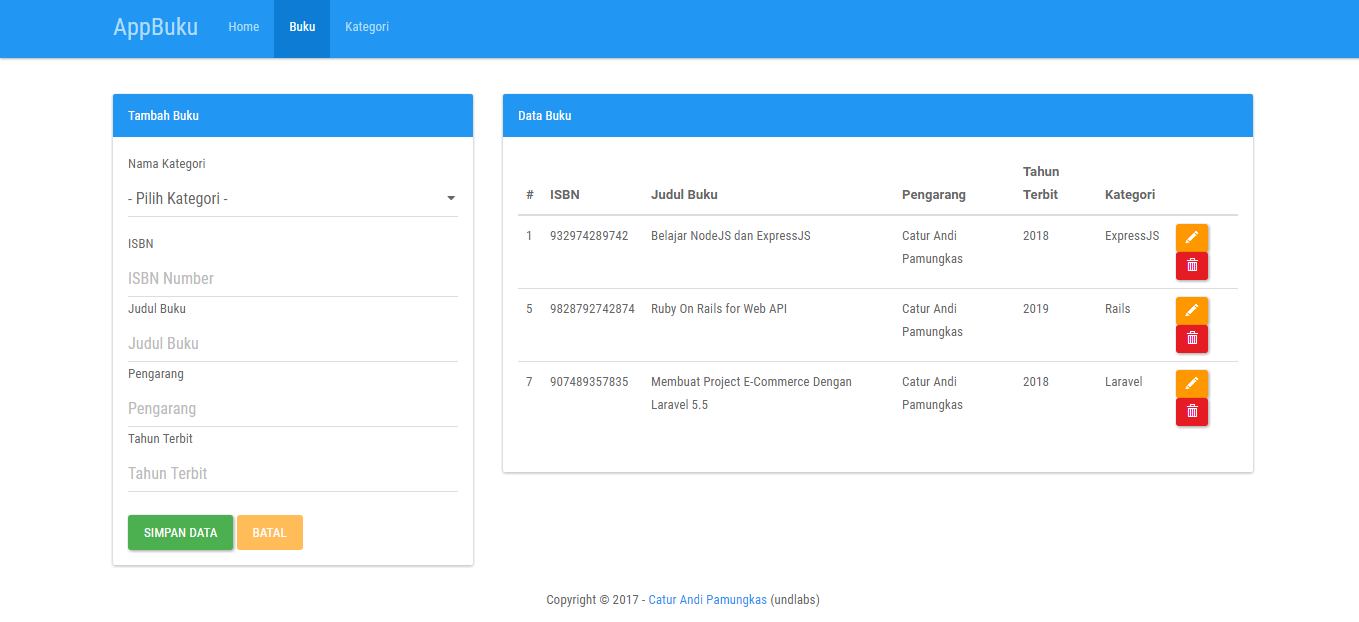 AppBuku Home Buku Kategori
Tambah Buku
Nama Kategori
- Pilih Kategori -
ISBN
ISBN Number
Judul Buku
Judul Buku
Pengarang
Pengarang
Tahun Terbit
Tahun Terbit
SIMPAN DATA BATAL
Data Buku
# ISBN Judul Buku Pengarang Tahun Terbit Kategori
1 932974289742 Belajar NodeJS dan ExpressJS Catur Andi Pamungkas 2018 ExpressJS
5 9828792742874 Ruby On Rails for Web API Catur Andi Pamungkas 2019 Rails
7 907489357835 Membuat Project E-Commerce Dengan Laravel 5.5 Catur Andi Pamungkas 2018 Laravel
Copyright © 2017 - Catur Andi Pamungkas (undlabs)